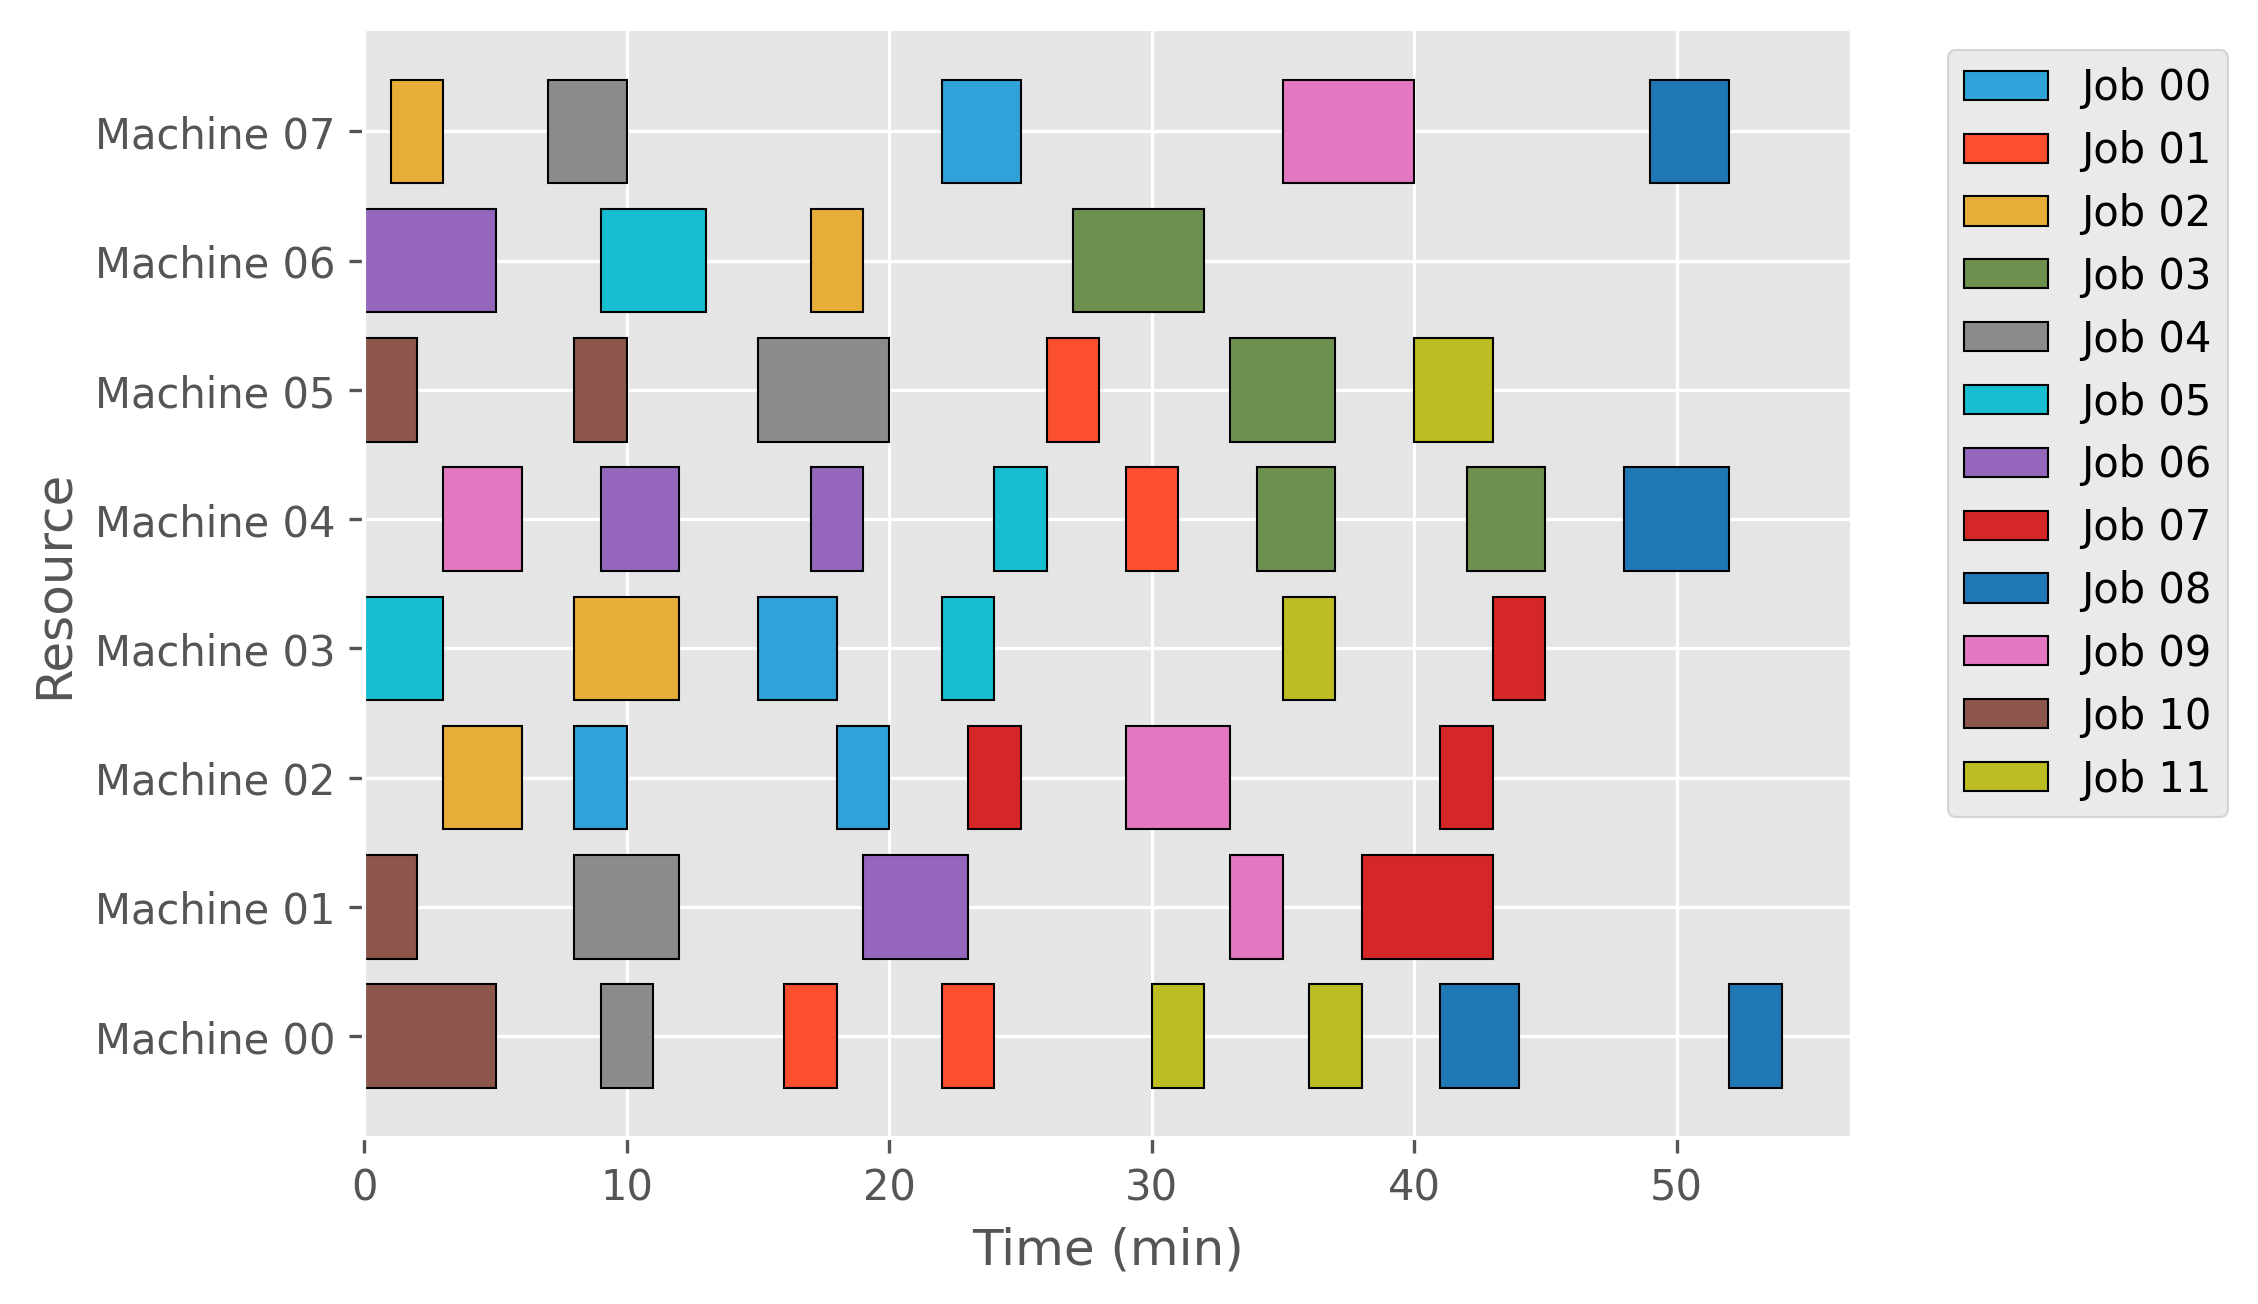 Machine 07
Machine 06
Machine 05
Machine 04
Machine 03
Machine 02
Machine 01
Machine 00
Resource
0 10 20 30 40 50
Time (min)
Job 00
Job 01
Job 02
Job 03
Job 04
Job 05
Job 06
Job 07
Job 08
Job 09
Job 10
Job 11